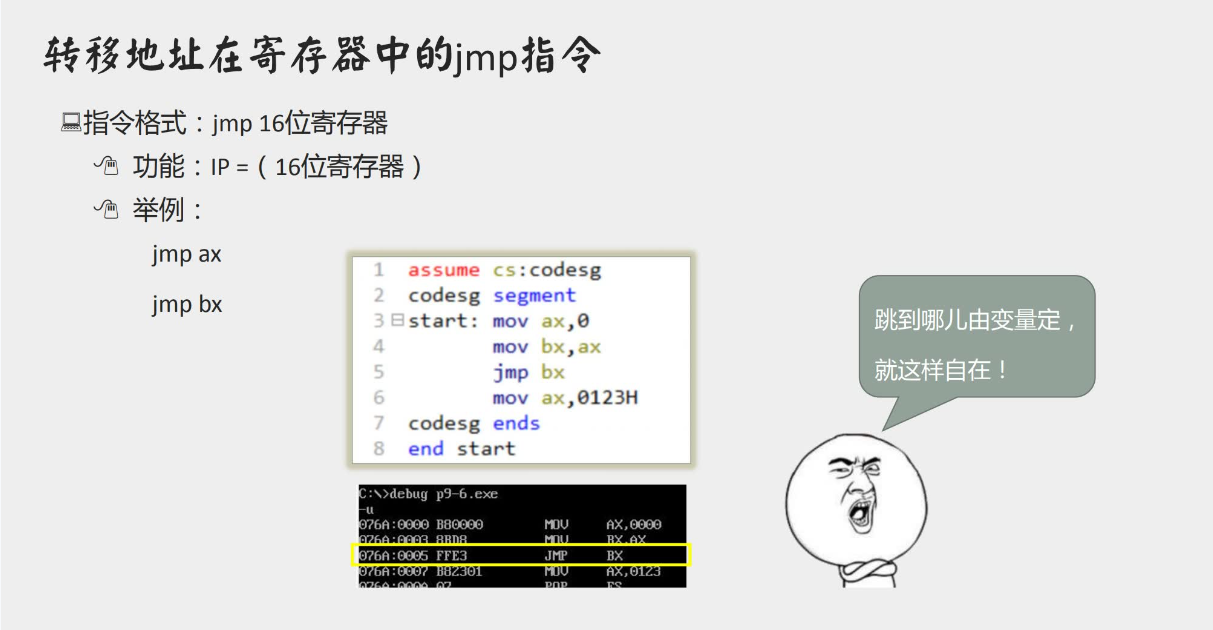 转移地址在寄存器中的jmp指令
指令格式：jmp 16位寄存器
功能：IP =（16位寄存器）
举例：
jmp ax
jmp bx
1 assume cs:codesg
2 codesg segment
3 start: mov ax,0
4 mov bx,ax
5 jmp bx
6 mov ax,0123H
7 codesg ends
8 end start
C:\>debug p9-6.exe
-u
076A:0000 B80000 MOV AX,0000
076A:0003 8BD8 MOV BX,AX
076A:0005 FFE3 JMP BX
076A:0007 B82301 MOV AX,0123
076A:000A 07 POP ES
跳到哪儿由变量定，
就这样自在！